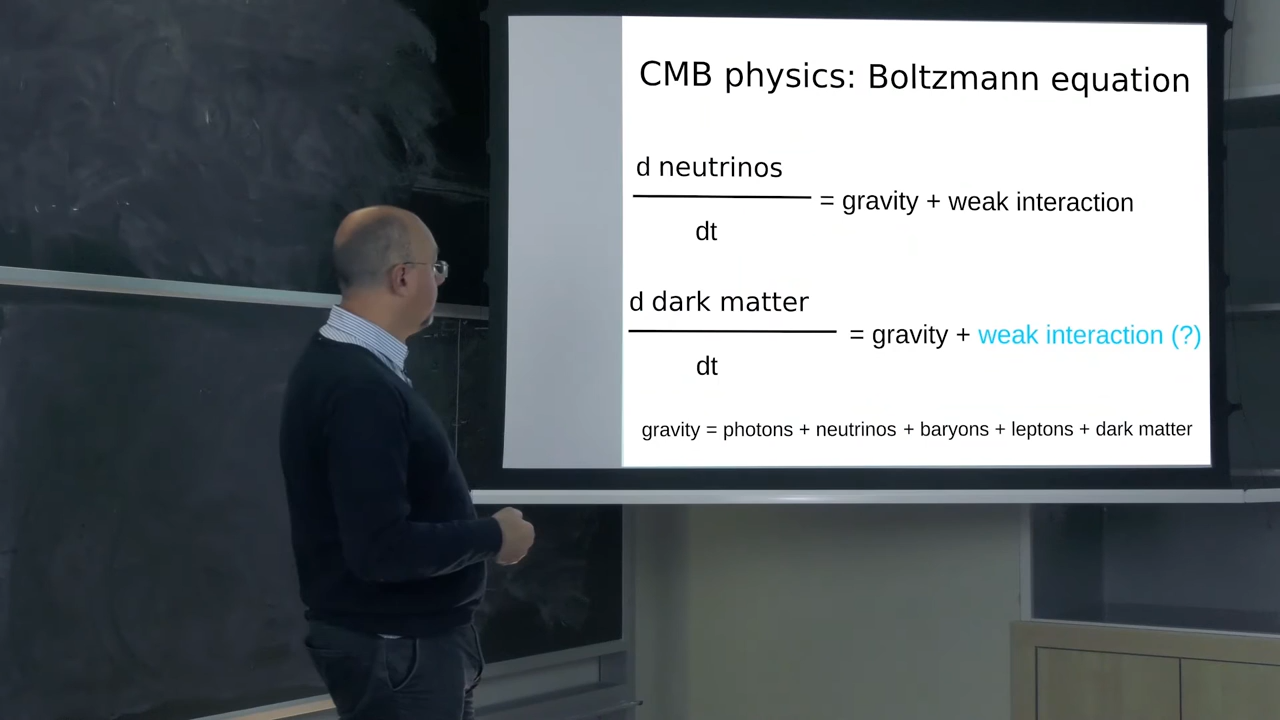 CMB physics: Boltzmann equation
d neutrinos
= gravity + weak interaction
dt
d dark matter
= gravity + weak interaction (?)
dt
gravity = photons + neutrinos + baryons + leptons + dark matter